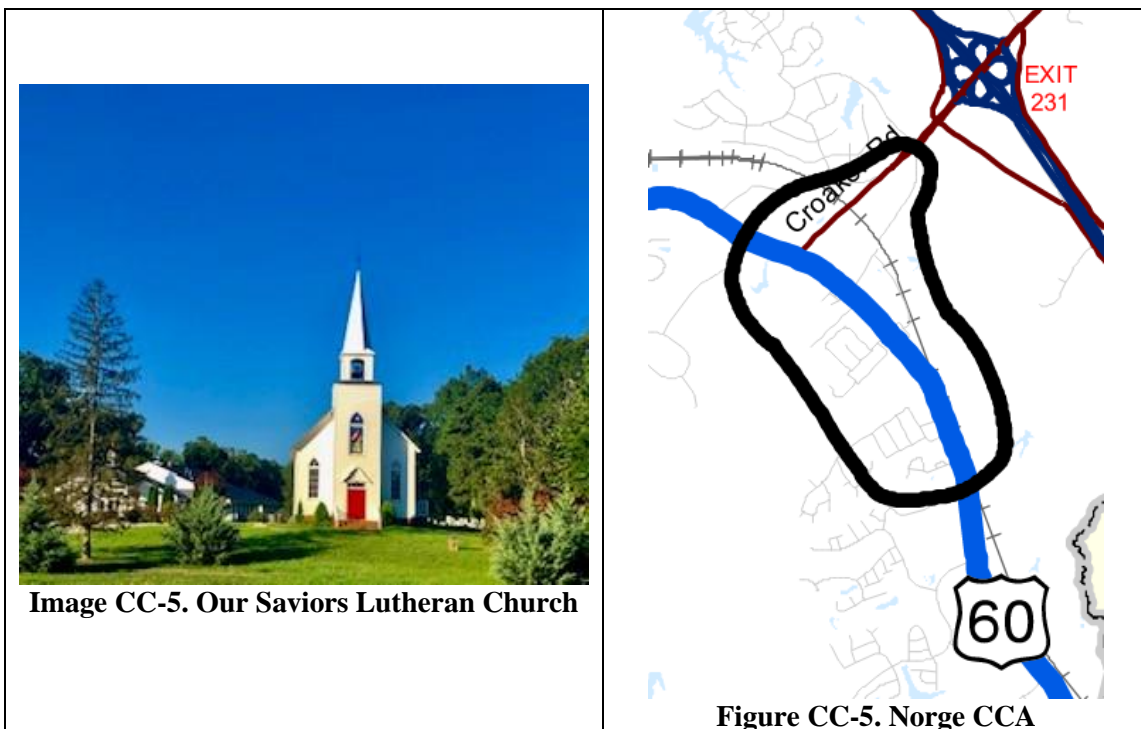 Image CC-5. Our Saviors Lutheran Church
EXIT
231
Croaker Rd
60
Figure CC-5. Norge CCA